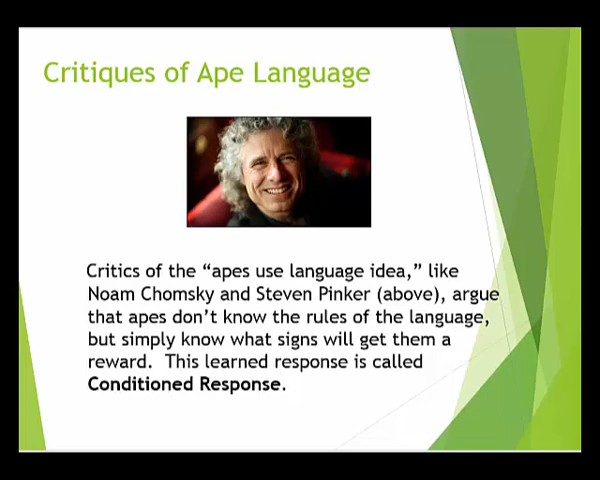 Critiques of Ape Language
Critics of the “apes use language idea,” like
Noam Chomsky and Steven Pinker (above), argue
that apes don’t know the rules of the language,
but simply know what signs will get them a
reward.  This learned response is called
Conditioned Response.